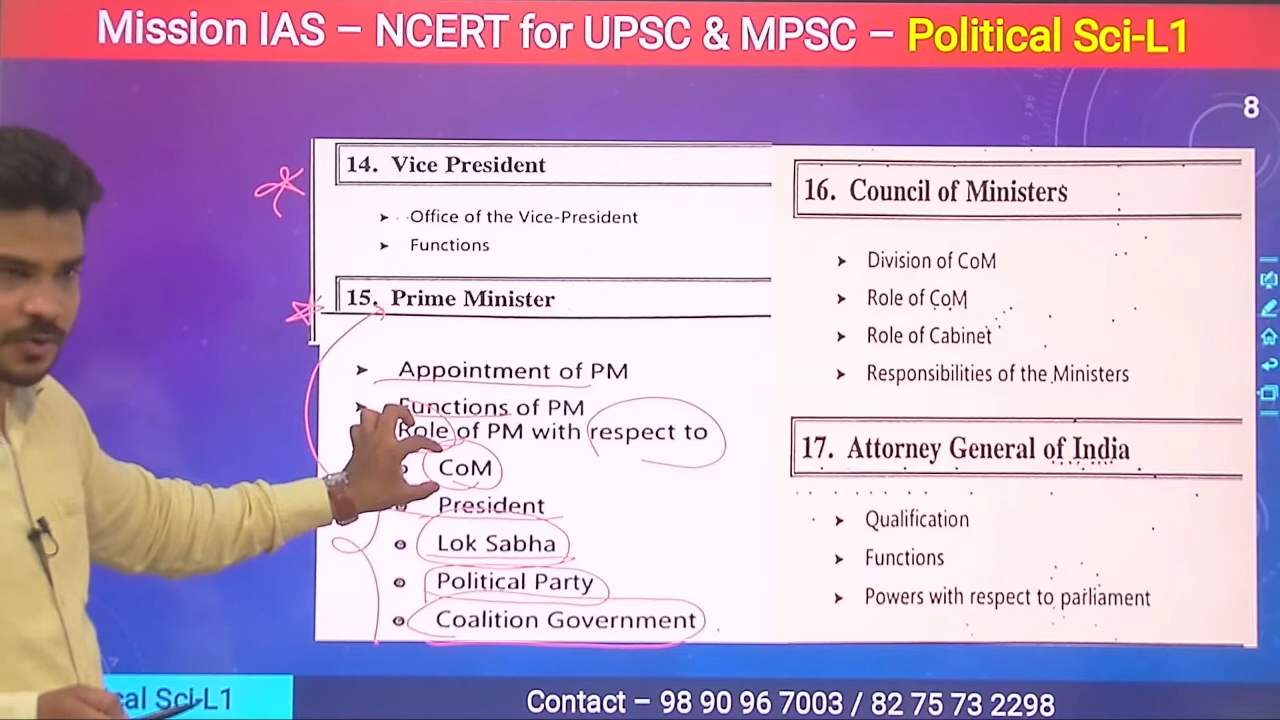 Mission IAS – NCERT for UPSC & MPSC – Political Sci-L1
8
14. Vice President
Office of the Vice-President
Functions
15. Prime Minister
Appointment of PM
Functions of PM
Role of PM with respect to
CoM
President
Lok Sabha
Political Party
Coalition Government
16. Council of Ministers
Division of CoM
Role of CoM
Role of Cabinet
Responsibilities of the Ministers
17. Attorney General of India
Qualification
Functions
Powers with respect to parliament
cal Sci-L1
Contact – 98 90 96 7003 / 82 75 73 2298